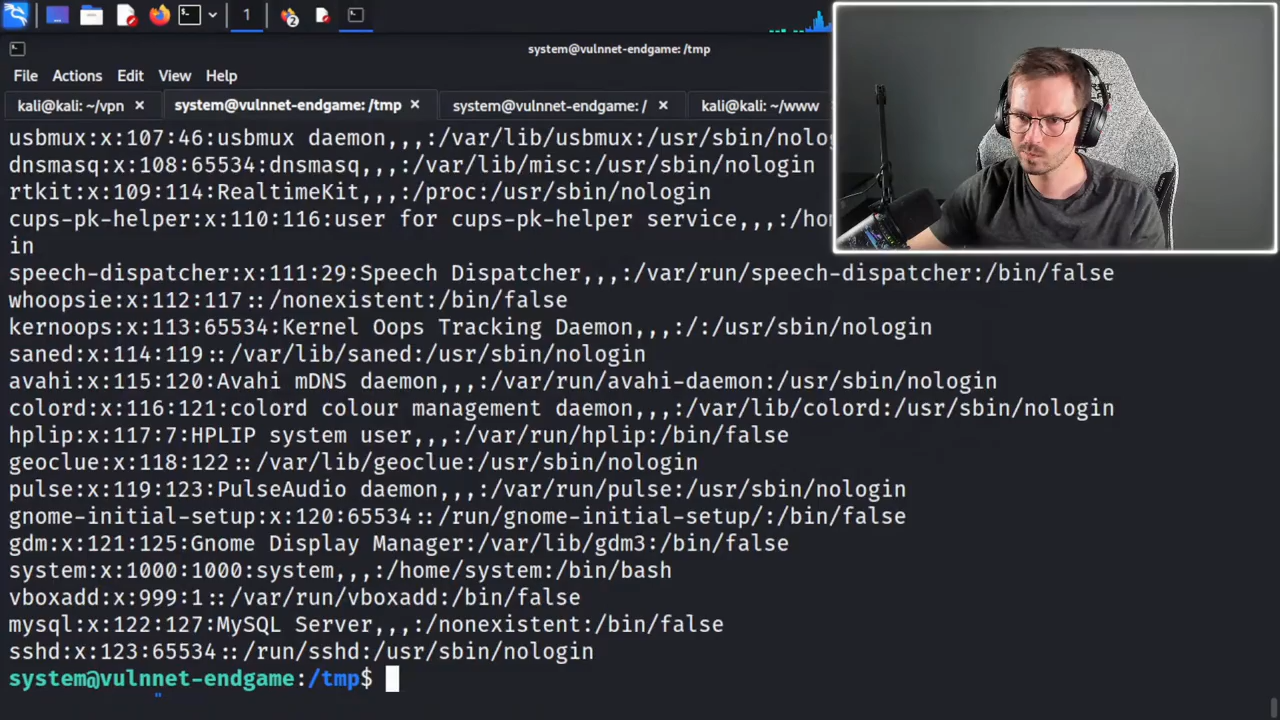 1
2
system@vulnnet-endgame: /tmp
File Actions Edit View Help
kali@kali: ~/vpn × system@vulnnet-endgame: /tmp × system@vulnnet-endgame: / × kali@kali: ~/www
usbmux:x:107:46:usbmux daemon,,,:/var/lib/usbmux:/usr/sbin/nolo
dnsmasq:x:108:65534:dnsmasq,,,:/var/lib/misc:/usr/sbin/nologin
rtkit:x:109:114:RealtimeKit,,,:/proc:/usr/sbin/nologin
cups-pk-helper:x:110:116:user for cups-pk-helper service,,,:/hom
in
speech-dispatcher:x:111:29:Speech Dispatcher,,,:/var/run/speech-dispatcher:/bin/false
whoopsie:x:112:117::/nonexistent:/bin/false
kernoops:x:113:65534:Kernel Oops Tracking Daemon,,,:/:/usr/sbin/nologin
saned:x:114:119::/var/lib/saned:/usr/sbin/nologin
avahi:x:115:120:Avahi mDNS daemon,,,:/var/run/avahi-daemon:/usr/sbin/nologin
colord:x:116:121:colord colour management daemon,,,:/var/lib/colord:/usr/sbin/nologin
hplip:x:117:7:HPLIP system user,,,:/var/run/hplip:/bin/false
geoclue:x:118:122::/var/lib/geoclue:/usr/sbin/nologin
pulse:x:119:123:PulseAudio daemon,,,:/var/run/pulse:/usr/sbin/nologin
gnome-initial-setup:x:120:65534::/run/gnome-initial-setup/:/bin/false
gdm:x:121:125:Gnome Display Manager:/var/lib/gdm3:/bin/false
system:x:1000:1000:system,,,:/home/system:/bin/bash
vboxadd:x:999:1::/var/run/vboxadd:/bin/false
mysql:x:122:127:MySQL Server,,,:/nonexistent:/bin/false
sshd:x:123:65534::/run/sshd:/usr/sbin/nologin
system@vulnnet-endgame:/tmp$
"